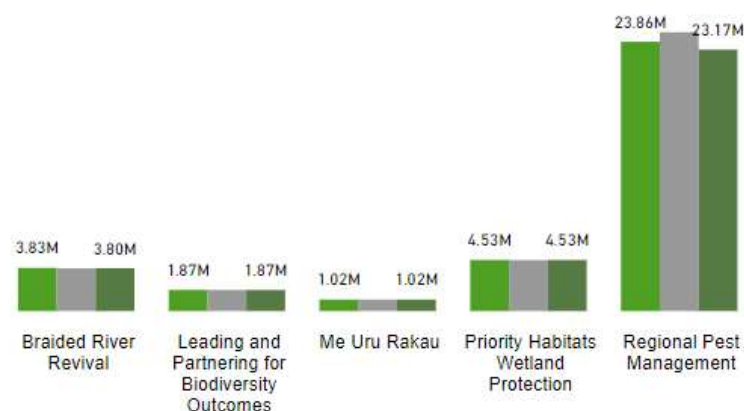 23.86M 23.17M
3.83M 3.80M
1.87M 1.87M
1.02M 1.02M
4.53M 4.53M
Braided River
Revival
Leading and
Partnering for
Biodiversity
Outcomes
Me Uru Rakau
Priority Habitats
Wetland
Protection
Regional Pest
Management